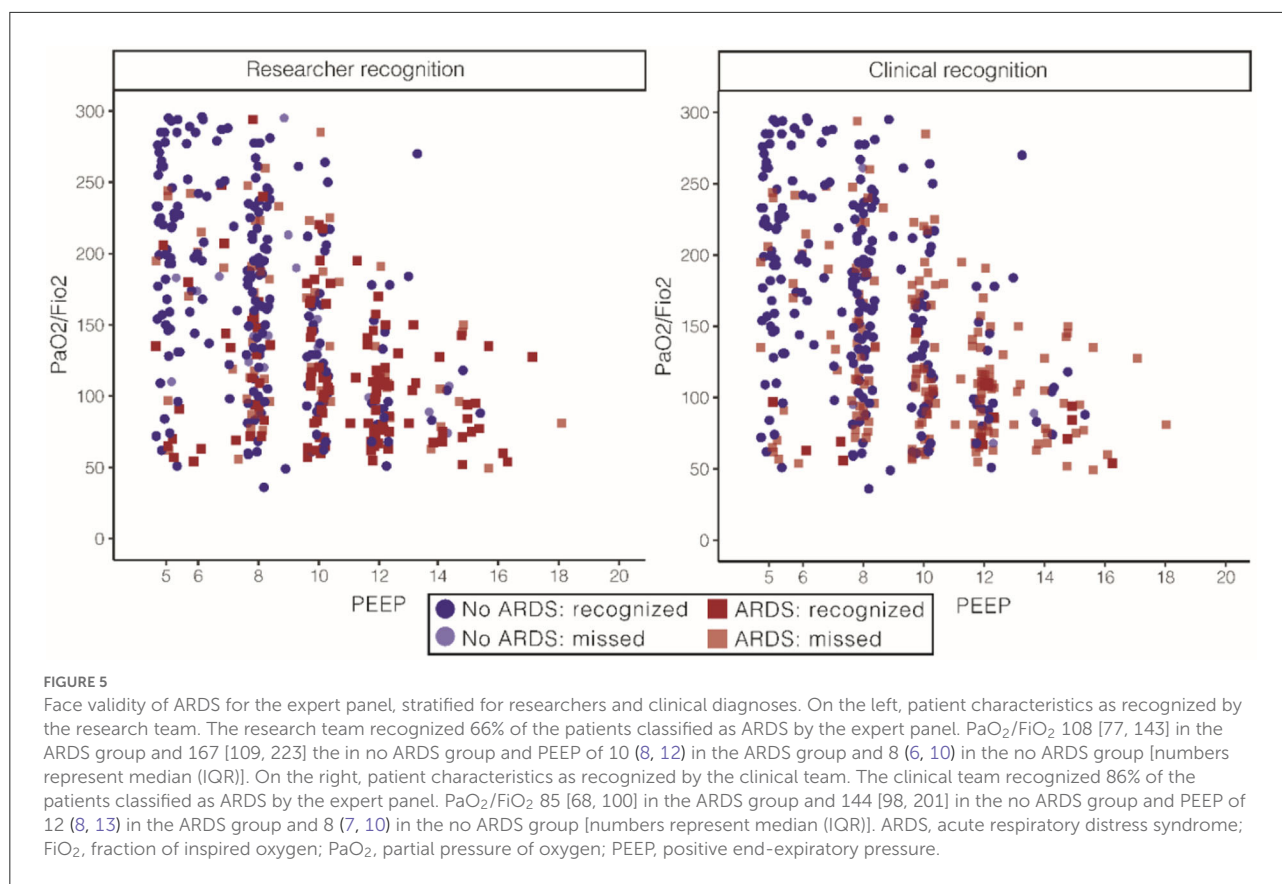 Researcher recognition
Clinical recognition
PaO2/Fio2
300
250
200
150
100
50
0
5 6 8 10 12 14 16 18 20
PEEP
PaO2/Fio2
300
250
200
150
100
50
0
5 6 8 10 12 14 16 18 20
PEEP
No ARDS: recognized
ARDS: recognized
No ARDS: missed
ARDS: missed
FIGURE 5
Face validity of ARDS for the expert panel, stratified for researchers and clinical diagnoses. On the left, patient characteristics as recognized by
the research team. The research team recognized 66% of the patients classified as ARDS by the expert panel. PaO₂/FiO₂ 108 [77, 143] in the
ARDS group and 167 [109, 223] the in no ARDS group and PEEP of 10 (8, 12) in the ARDS group and 8 (6, 10) in the no ARDS group [numbers
represent median (IQR)]. On the right, patient characteristics as recognized by the clinical team. The clinical team recognized 86% of the
patients classified as ARDS by the expert panel. PaO₂/FiO₂ 85 [68, 100] in the ARDS group and 144 [98, 201] in the no ARDS group and PEEP of
12 (8, 13) in the ARDS group and 8 (7, 10) in the no ARDS group [numbers represent median (IQR)]. ARDS, acute respiratory distress syndrome;
FiO₂, fraction of inspired oxygen; PaO₂, partial pressure of oxygen; PEEP, positive end-expiratory pressure.